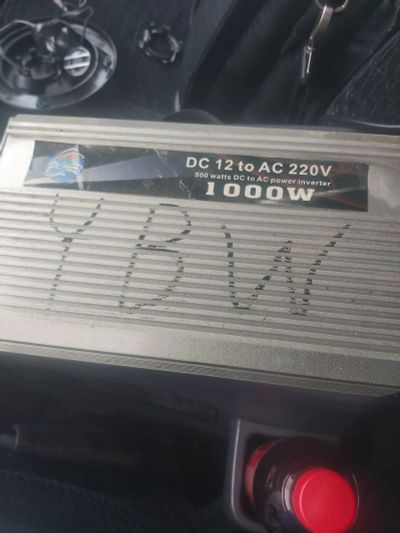 DC 12 to AC 220V
500 watts DC to AC power inverter
1000W
YBW